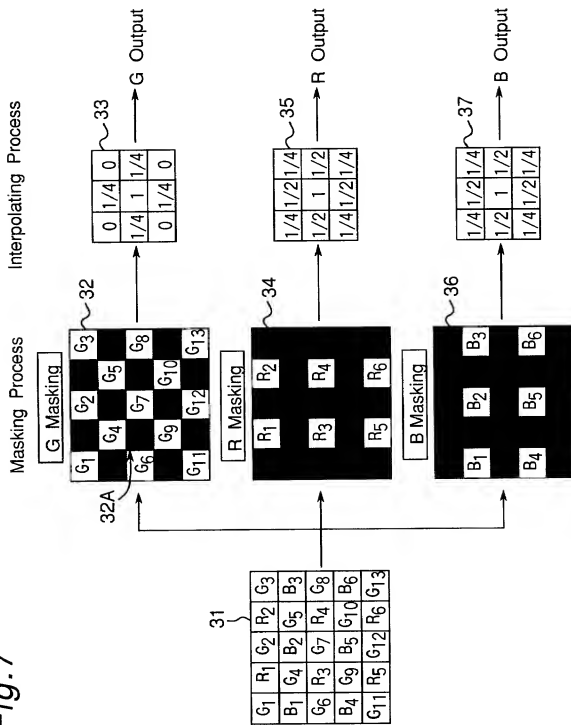 Fig.7
Masking Process
Interpolating Process
31
G1 R1 G2 R2 G3
B1 G4 B2 G5 B3
G6 R3 G7 R4 G8
B4 G9 B5 G10 B6
G11 R5 G12 R6 G13
G Masking
32
G1 G2 G3
G4 G5
G6 G7 G8
G9 G10
G11 G12 G13
32A
33
0 1/4 0
1/4 1 1/4
0 1/4 0
G Output
R Masking
34
R1 R2
R3 R4
R5 R6
35
1/4 1/2 1/4
1/2 1 1/2
1/4 1/2 1/4
R Output
B Masking
36
B1 B2 B3
B4 B5 B6
37
1/4 1/2 1/4
1/2 1 1/2
1/4 1/2 1/4
B Output